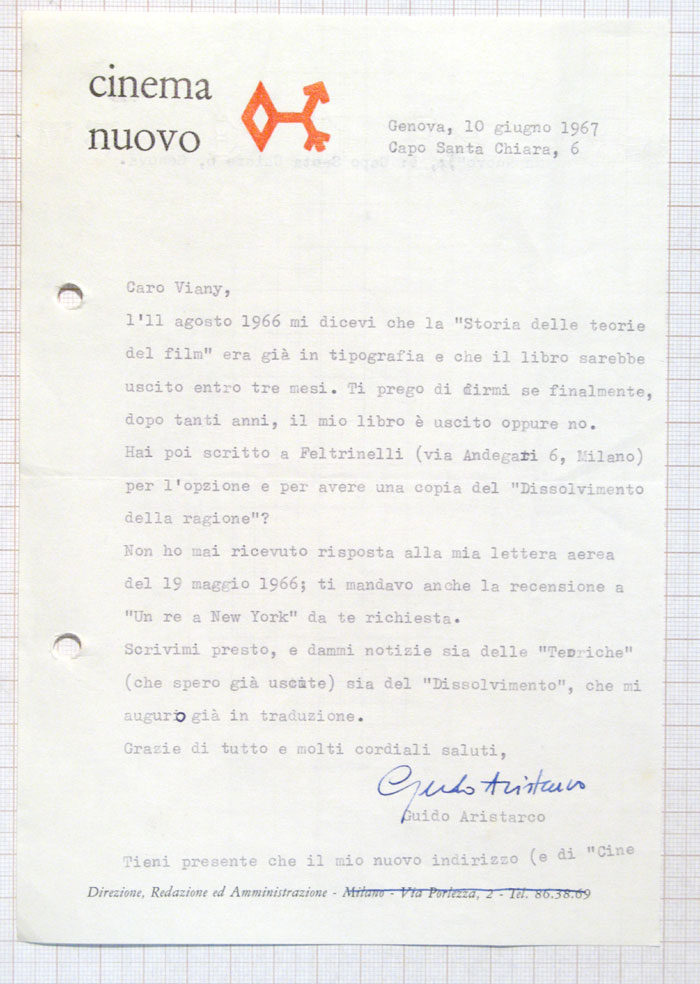 cinema
nuovo
Genova, 10 giugno 1967
Capo Santa Chiara, 6
Caro Viany,
l'11 agosto 1966 mi dicevi che la "Storia delle teorie
del film" era già in tipografia e che il libro sarebbe
uscito entro tre mesi. Ti prego di dirmi se finalmente,
dopo tanti anni, il mio libro è uscito oppure no.
Hai poi scritto a Feltrinelli (via Andegari 6, Milano)
per l'opzione e per avere una copia del "Dissolvimento
della ragione"?
Non ho mai ricevuto risposta alla mia lettera aerea
del 19 maggio 1966; ti mandavo anche la recensione a
"Un re a New York" da te richiesta.
Scrivimi presto, e dammi notizie sia delle "Teoriche"
(che spero già uscite) sia del "Dissolvimento", che mi
auguro già in traduzione.
Grazie di tutto e molti cordiali saluti,
Guido Aristarco
Guido Aristarco
Tieni presente che il mio nuovo indirizzo (e di "Cine
Direzione, Redazione ed Amministrazione - Milano - Via Porlezza, 2 - Tel. 86.38.69